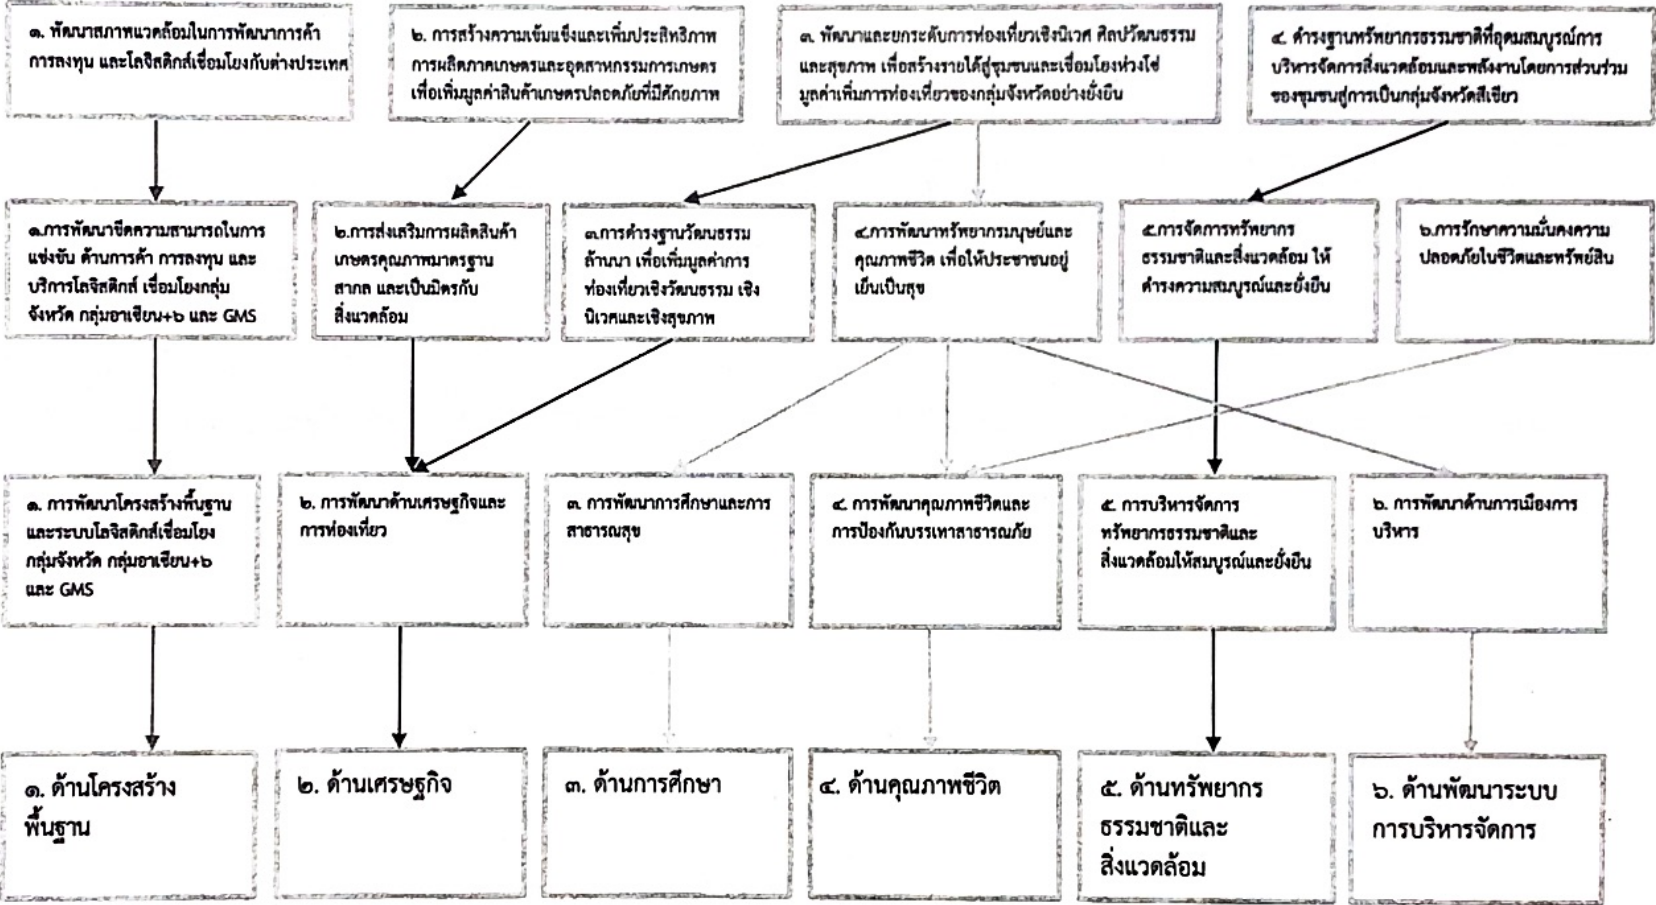 ๑. พัฒนาสภาพแวดล้อมในการพัฒนาการค้า
การลงทุน และโลจิสติกส์เชื่อมโยงกับต่างประเทศ
๒. การสร้างความเข้มแข็งและเพิ่มประสิทธิภาพ
การผลิตภาคเกษตรและอุตสาหกรรมการเกษตร
เพื่อเพิ่มมูลค่าสินค้าเกษตรปลอดภัยที่มีศักยภาพ
๓. พัฒนาและยกระดับการท่องเที่ยวเชิงนิเวศ ศิลปวัฒนธรรม
และสุขภาพ เพื่อสร้างรายได้สู่ชุมชนและเชื่อมโยงห่วงโซ่
มูลค่าเพิ่มการท่องเที่ยวของกลุ่มจังหวัดอย่างยั่งยืน
๔. ดำรงฐานทรัพยากรธรรมชาติที่อุดมสมบูรณ์การ
บริหารจัดการสิ่งแวดล้อมและพลังงานโดยการส่วนร่วม
ของชุมชนสู่การเป็นกลุ่มจังหวัดสีเขียว
๑.การพัฒนาขีดความสามารถในการ
แข่งขัน ด้านการค้า การลงทุน และ
บริการโลจิสติกส์ เชื่อมโยงกลุ่ม
จังหวัด กลุ่มอาเซียน+๖ และ GMS
๒.การส่งเสริมการผลิตสินค้า
เกษตรคุณภาพมาตรฐาน
สากล และเป็นมิตรกับ
สิ่งแวดล้อม
๓.การดำรงฐานวัฒนธรรม
ล้านนา เพื่อเพิ่มมูลค่าการ
ท่องเที่ยวเชิงวัฒนธรรม เชิง
นิเวศและเชิงสุขภาพ
๔.การพัฒนาทรัพยากรมนุษย์และ
คุณภาพชีวิต เพื่อให้ประชาชนอยู่
เย็นเป็นสุข
๕.การจัดการทรัพยากร
ธรรมชาติและสิ่งแวดล้อม ให้
ดำรงความสมบูรณ์และยั่งยืน
๖.การรักษาความมั่นคงความ
ปลอดภัยในชีวิตและทรัพย์สิน
๑. การพัฒนาโครงสร้างพื้นฐาน
และระบบโลจิสติกส์เชื่อมโยง
กลุ่มจังหวัด กลุ่มอาเซียน+๖
และ GMS
๒. การพัฒนาด้านเศรษฐกิจและ
การท่องเที่ยว
๓. การพัฒนาการศึกษาและการ
สาธารณสุข
๔. การพัฒนาคุณภาพชีวิตและ
การป้องกันบรรเทาสาธารณภัย
๕. การบริหารจัดการ
ทรัพยากรธรรมชาติและ
สิ่งแวดล้อมให้สมบูรณ์และยั่งยืน
๖. การพัฒนาด้านการเมืองการ
บริหาร
๑. ด้านโครงสร้าง
พื้นฐาน
๒. ด้านเศรษฐกิจ
๓. ด้านการศึกษา
๔. ด้านคุณภาพชีวิต
๕. ด้านทรัพยากร
ธรรมชาติและ
สิ่งแวดล้อม
๖. ด้านพัฒนาระบบ
การบริหารจัดการ